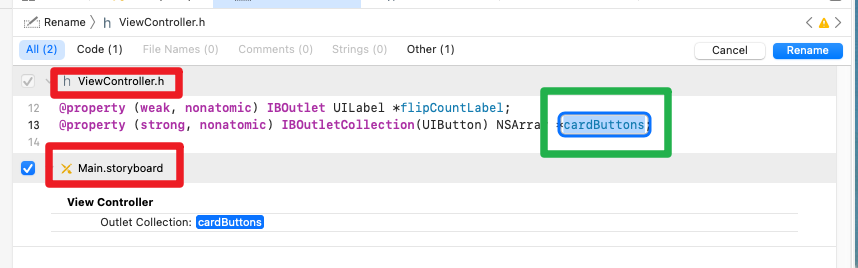 Rename 〉 h ViewController.h
All (2) Code (1) File Names (0) Comments (0) Strings (0) Other (1) Cancel Rename
h ViewController.h
12 @property (weak, nonatomic) IBOutlet UILabel *flipCountLabel;
13 @property (strong, nonatomic) IBOutletCollection(UIButton) NSArra *cardButtons;
14
Main.storyboard
View Controller
Outlet Collection: cardButtons